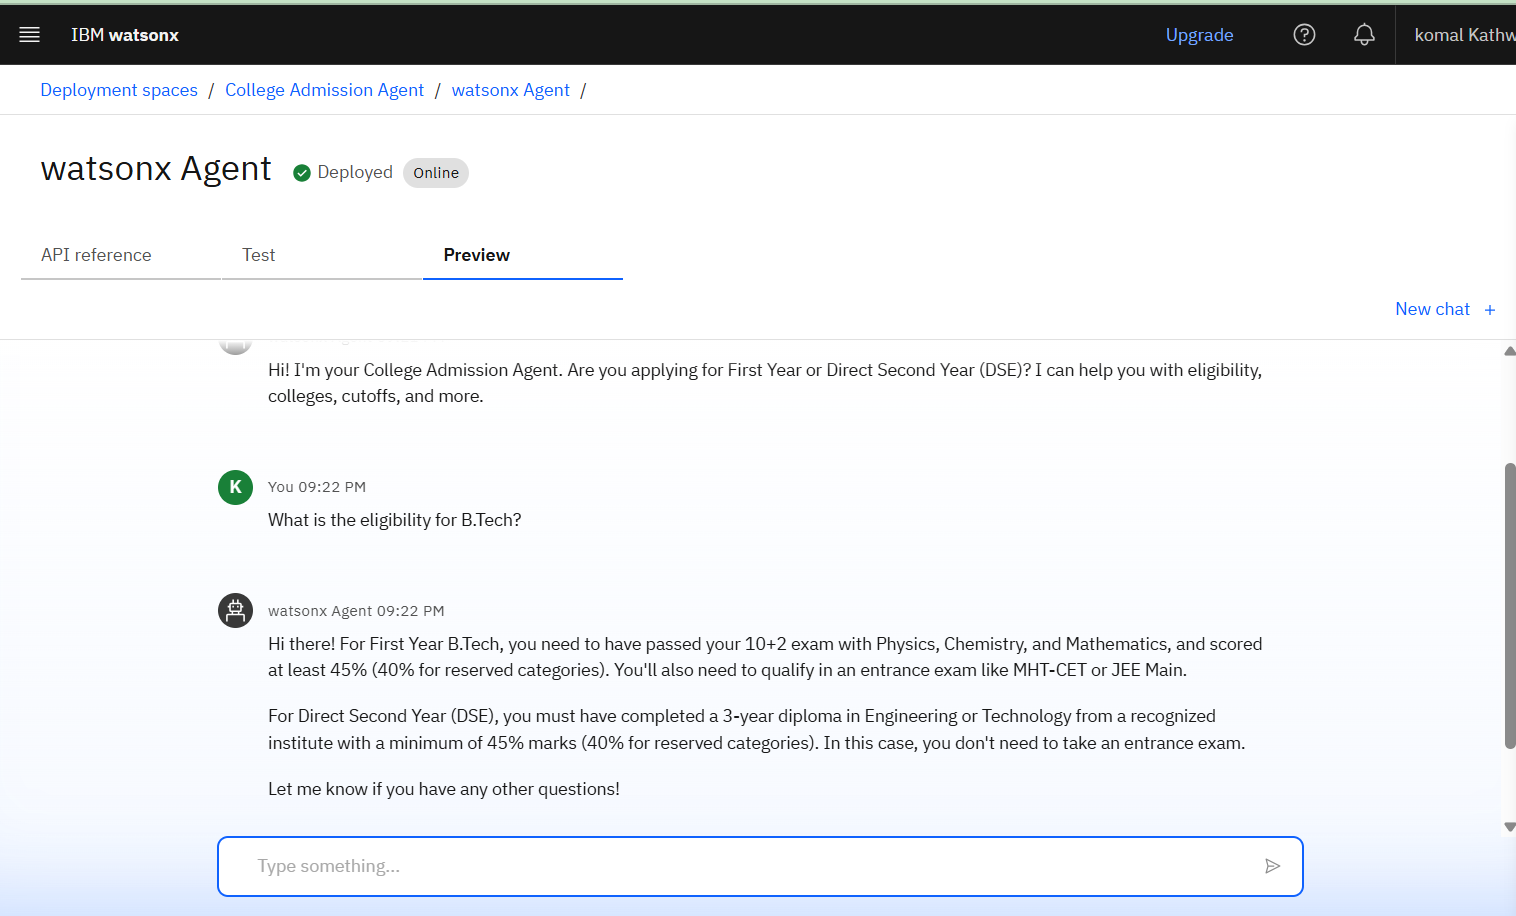 IBM watsonx
Upgrade
komal Kathw
Deployment spaces / College Admission Agent / watsonx Agent /
watsonx Agent Deployed Online
API reference Test Preview
New chat +
Hi! I'm your College Admission Agent. Are you applying for First Year or Direct Second Year (DSE)? I can help you with eligibility,
colleges, cutoffs, and more.
K You 09:22 PM
What is the eligibility for B.Tech?
watsonx Agent 09:22 PM
Hi there! For First Year B.Tech, you need to have passed your 10+2 exam with Physics, Chemistry, and Mathematics, and scored
at least 45% (40% for reserved categories). You'll also need to qualify in an entrance exam like MHT-CET or JEE Main.
For Direct Second Year (DSE), you must have completed a 3-year diploma in Engineering or Technology from a recognized
institute with a minimum of 45% marks (40% for reserved categories). In this case, you don't need to take an entrance exam.
Let me know if you have any other questions!
Type something...